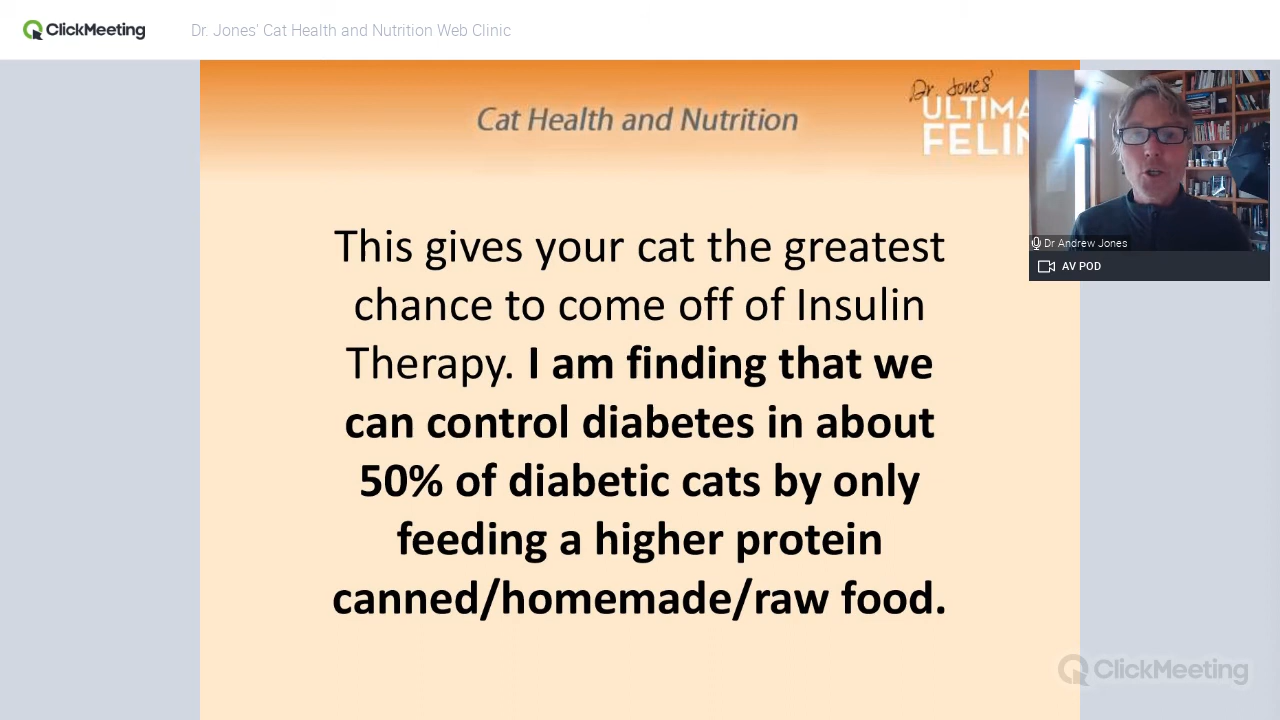 ClickMeeting
Dr. Jones' Cat Health and Nutrition Web Clinic
Dr. Jones'
Cat Health and Nutrition
ULTIMA
FELIN
This gives your cat the greatest
chance to come off of Insulin
Therapy. I am finding that we
can control diabetes in about
50% of diabetic cats by only
feeding a higher protein
canned/homemade/raw food.
Dr Andrew Jones
AV POD
ClickMeeting